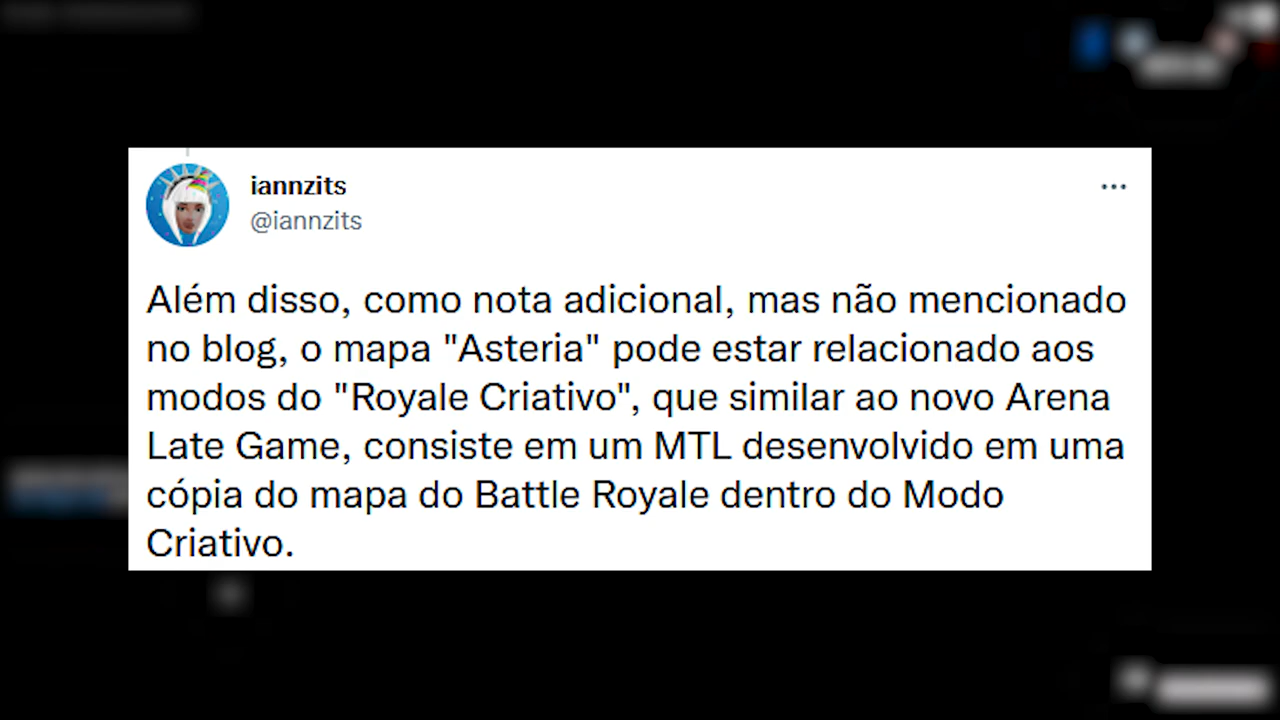 iannzits
@iannzits
Além disso, como nota adicional, mas não mencionado
no blog, o mapa "Asteria" pode estar relacionado aos
modos do "Royale Criativo", que similar ao novo Arena
Late Game, consiste em um MTL desenvolvido em uma
cópia do mapa do Battle Royale dentro do Modo
Criativo.